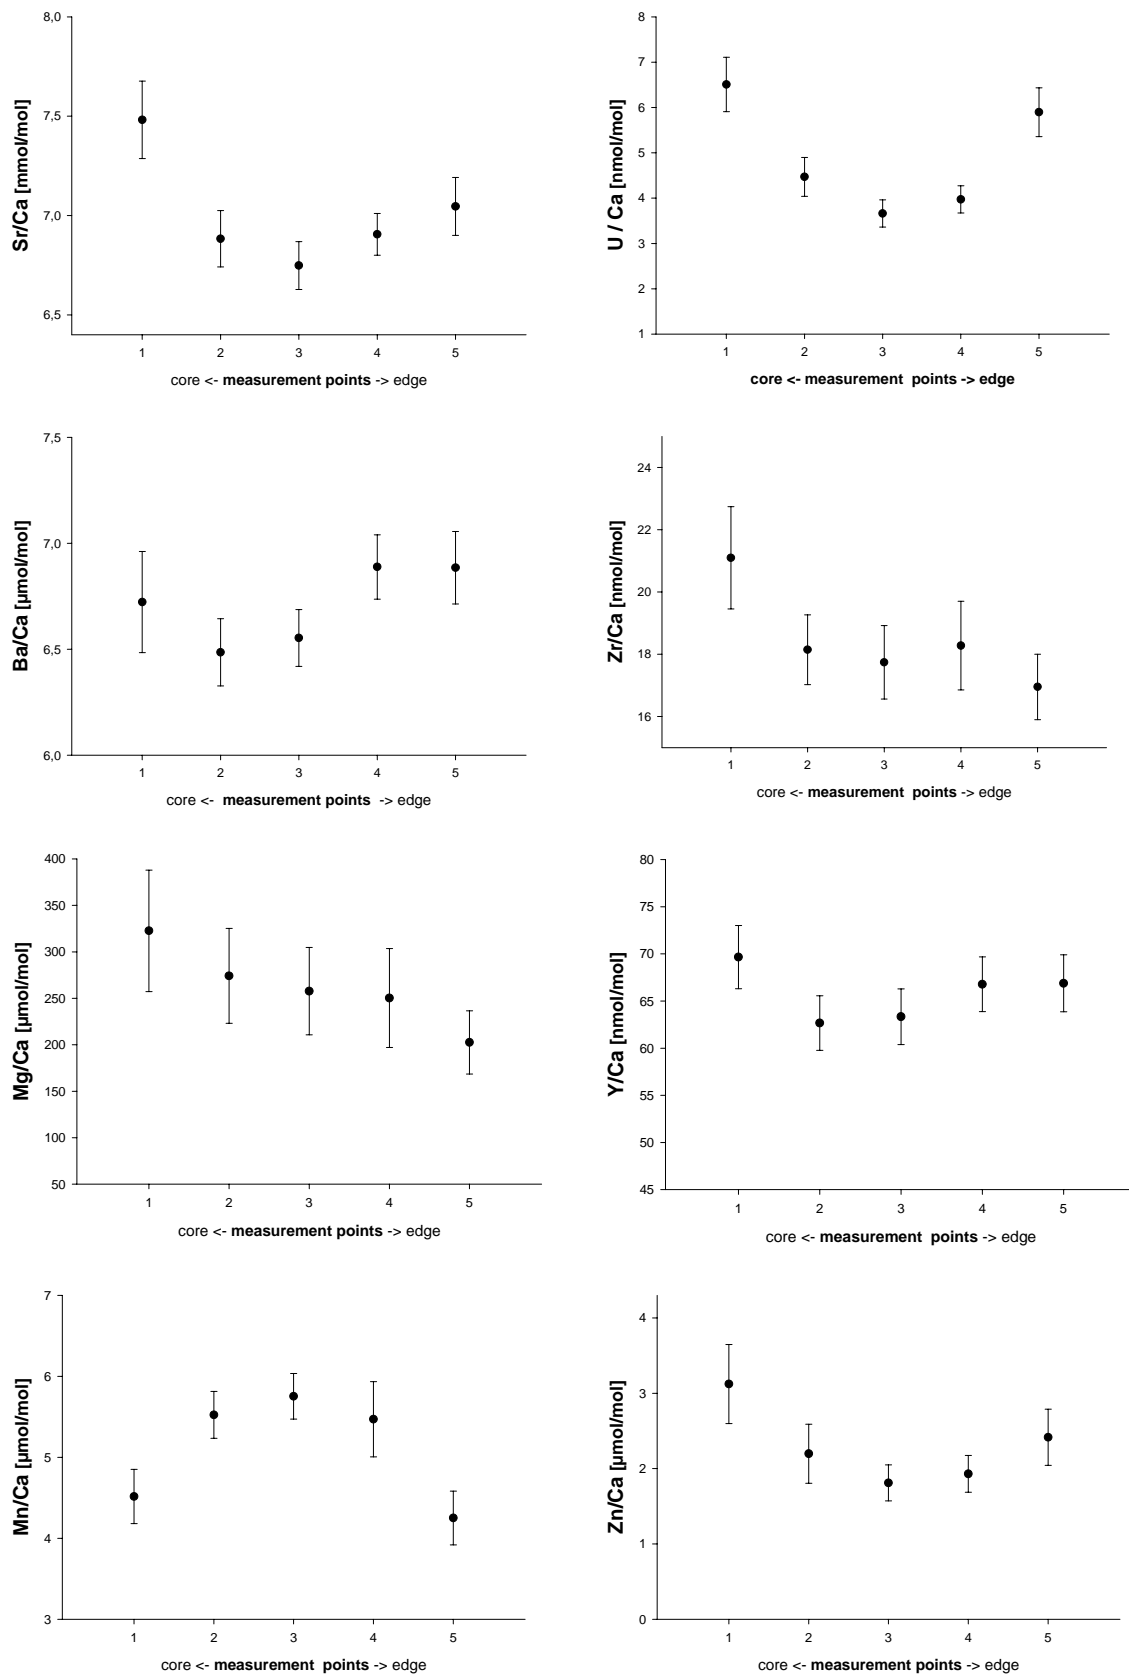 8,0
7,5
7,0
6,5
Sr/Ca [mmol/mol]
1 2 3 4 5
core <- measurement points -> edge
8
7
6
5
4
3
2
1
U / Ca [nmol/mol]
1 2 3 4 5
core <- measurement points -> edge
7,5
7,0
6,5
6,0
Ba/Ca [µmol/mol]
1 2 3 4 5
core <- measurement points -> edge
24
22
20
18
16
Zr/Ca [nmol/mol]
1 2 3 4 5
core <- measurement points -> edge
400
350
300
250
200
150
100
50
Mg/Ca [µmol/mol]
1 2 3 4 5
core <- measurement points -> edge
80
75
70
65
60
55
50
45
Y/Ca [nmol/mol]
1 2 3 4 5
core <- measurement points -> edge
7
6
5
4
3
Mn/Ca [µmol/mol]
1 2 3 4 5
core <- measurement points -> edge
4
3
2
1
0
Zn/Ca [µmol/mol]
1 2 3 4 5
core <- measurement points -> edge